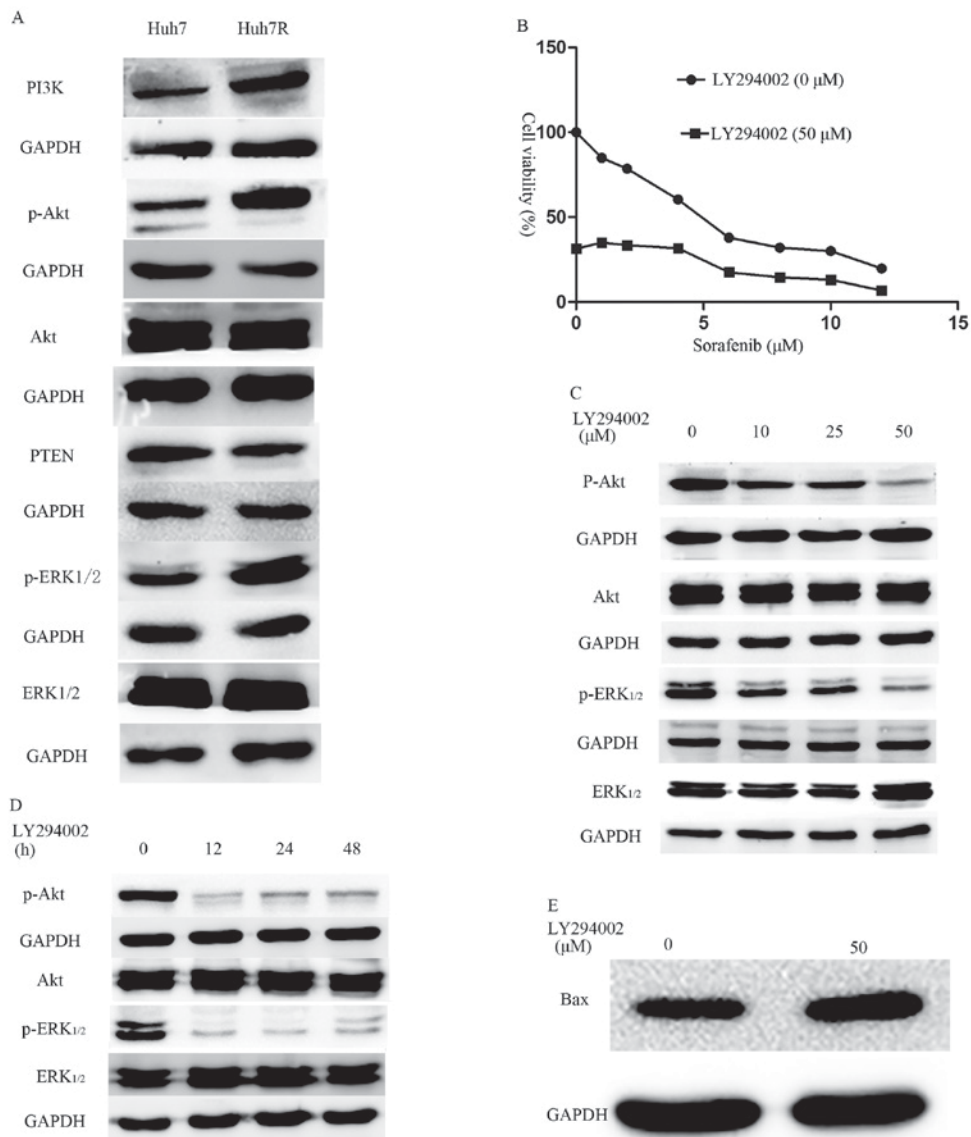 A
Huh7 Huh7R
PI3K
GAPDH
p-Akt
GAPDH
Akt
GAPDH
PTEN
GAPDH
p-ERK1/2
GAPDH
ERK1/2
GAPDH
B
150
100
50
0
0 5 10 15
Cell viability
(%)
Sorafenib (μM)
LY294002 (0 μM)
LY294002 (50 μM)
C
LY294002
(μM) 0 10 25 50
P-Akt
GAPDH
Akt
GAPDH
p-ERK1/2
GAPDH
ERK1/2
GAPDH
D
LY294002
(h) 0 12 24 48
p-Akt
GAPDH
Akt
p-ERK1/2
ERK1/2
GAPDH
E
LY294002
(μM) 0 50
Bax
GAPDH